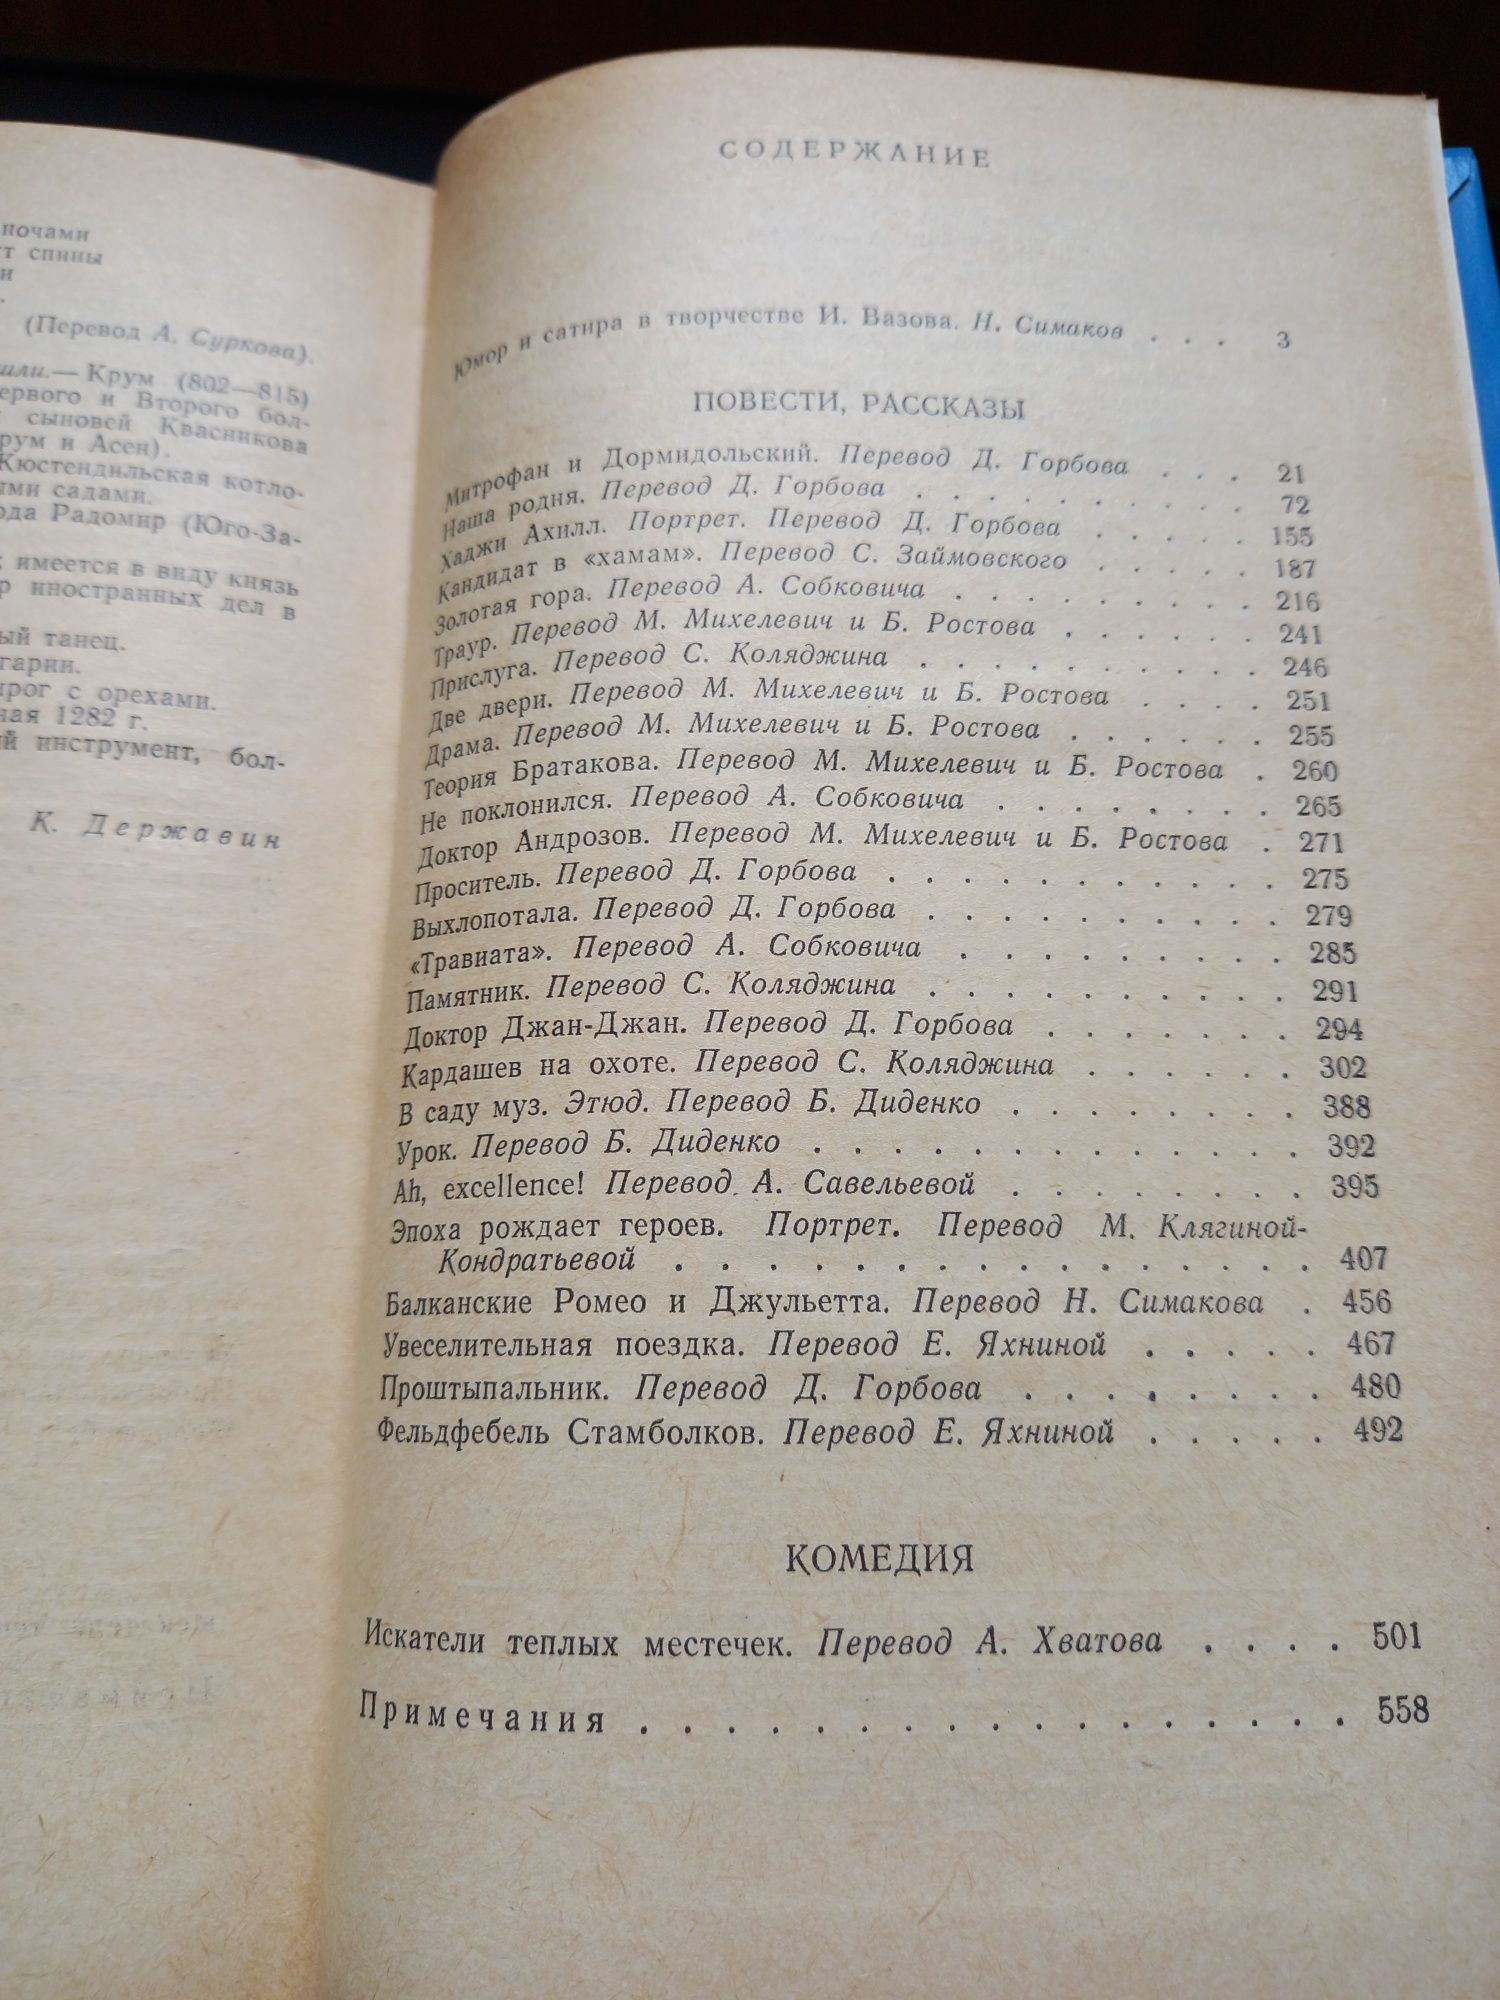 ночами
т спины
и
(Перевод А. Суркова).
шли.— Крум (802—815)
ервого и Второго бол-
сыновей Квасникова
рум и Асен).
Кюстендильская котло-
ыми садами.
ода Радомир (Юго-За-
имеется в виду князь
р иностранных дел в
ый танец.
гарии.
ирог с орехами.
ная 1282 г.
й инструмент, бол-
К. Державин
СОДЕРЖАНИЕ
Юмор и сатира в творчестве И. Вазова. Н. Симаков . . . 3
ПОВЕСТИ, РАССКАЗЫ
Митрофан и Дормидольский. Перевод Д. Горбова . . . 21
Наша родня. Перевод Д. Горбова . . . . . . . . 72
Хаджи Ахилл. Портрет. Перевод Д. Горбова . . . . . 155
Кандидат в «хамам». Перевод С. Займовского . . . . . 187
Золотая гора. Перевод А. Собковича . . . . . . . . 216
Траур. Перевод М. Михелевич и Б. Ростова . . . . . . 241
Прислуга. Перевод С. Коляджина . . . . . . . . . . 246
Две двери. Перевод М. Михелевич и Б. Ростова . . . . 251
Драма. Перевод М. Михелевич и Б. Ростова . . . . . . 255
Теория Братакова. Перевод М. Михелевич и Б. Ростова . 260
Не поклонился. Перевод А. Собковича . . . . . . . . 265
Доктор Андрозов. Перевод М. Михелевич и Б. Ростова . 271
Проситель. Перевод Д. Горбова . . . . . . . . . . . 275
Выхлопотала. Перевод Д. Горбова . . . . . . . . . . 279
«Травиата». Перевод А. Собковича . . . . . . . . . 285
Памятник. Перевод С. Коляджина . . . . . . . . . . 291
Доктор Джан-Джан. Перевод Д. Горбова . . . . . . . 294
Кардашев на охоте. Перевод С. Коляджина . . . . . . 302
В саду муз. Этюд. Перевод Б. Диденко . . . . . . . . 388
Урок. Перевод Б. Диденко . . . . . . . . . . . . . 392
Ah, excellence! Перевод А. Савельевой . . . . . . . . 395
Эпоха рождает героев. Портрет. Перевод М. Клягиной-
Кондратьевой . . . . . . . . . . . . . . . . . 407
Балканские Ромео и Джульетта. Перевод Н. Симакова . 456
Увеселительная поездка. Перевод Е. Яхниной . . . . . 467
Проштыпальник. Перевод Д. Горбова . . . . . . . . 480
Фельдфебель Стамболков. Перевод Е. Яхниной . . . . . 492
КОМЕДИЯ
Искатели теплых местечек. Перевод А. Хватова . . . . 501
Примечания . . . . . . . . . . . . . . . . . 558